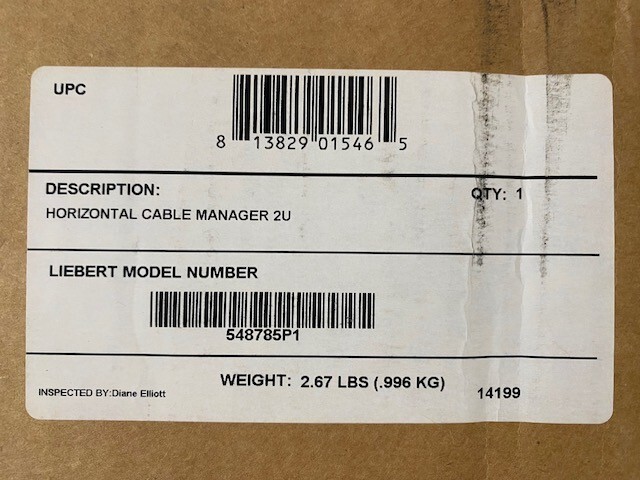 UPC
8 13829 01546 5
DESCRIPTION: QTY: 1
HORIZONTAL CABLE MANAGER 2U
LIEBERT MODEL NUMBER
548785P1
WEIGHT: 2.67 LBS (.996 KG)
INSPECTED BY:Diane Elliott
14199